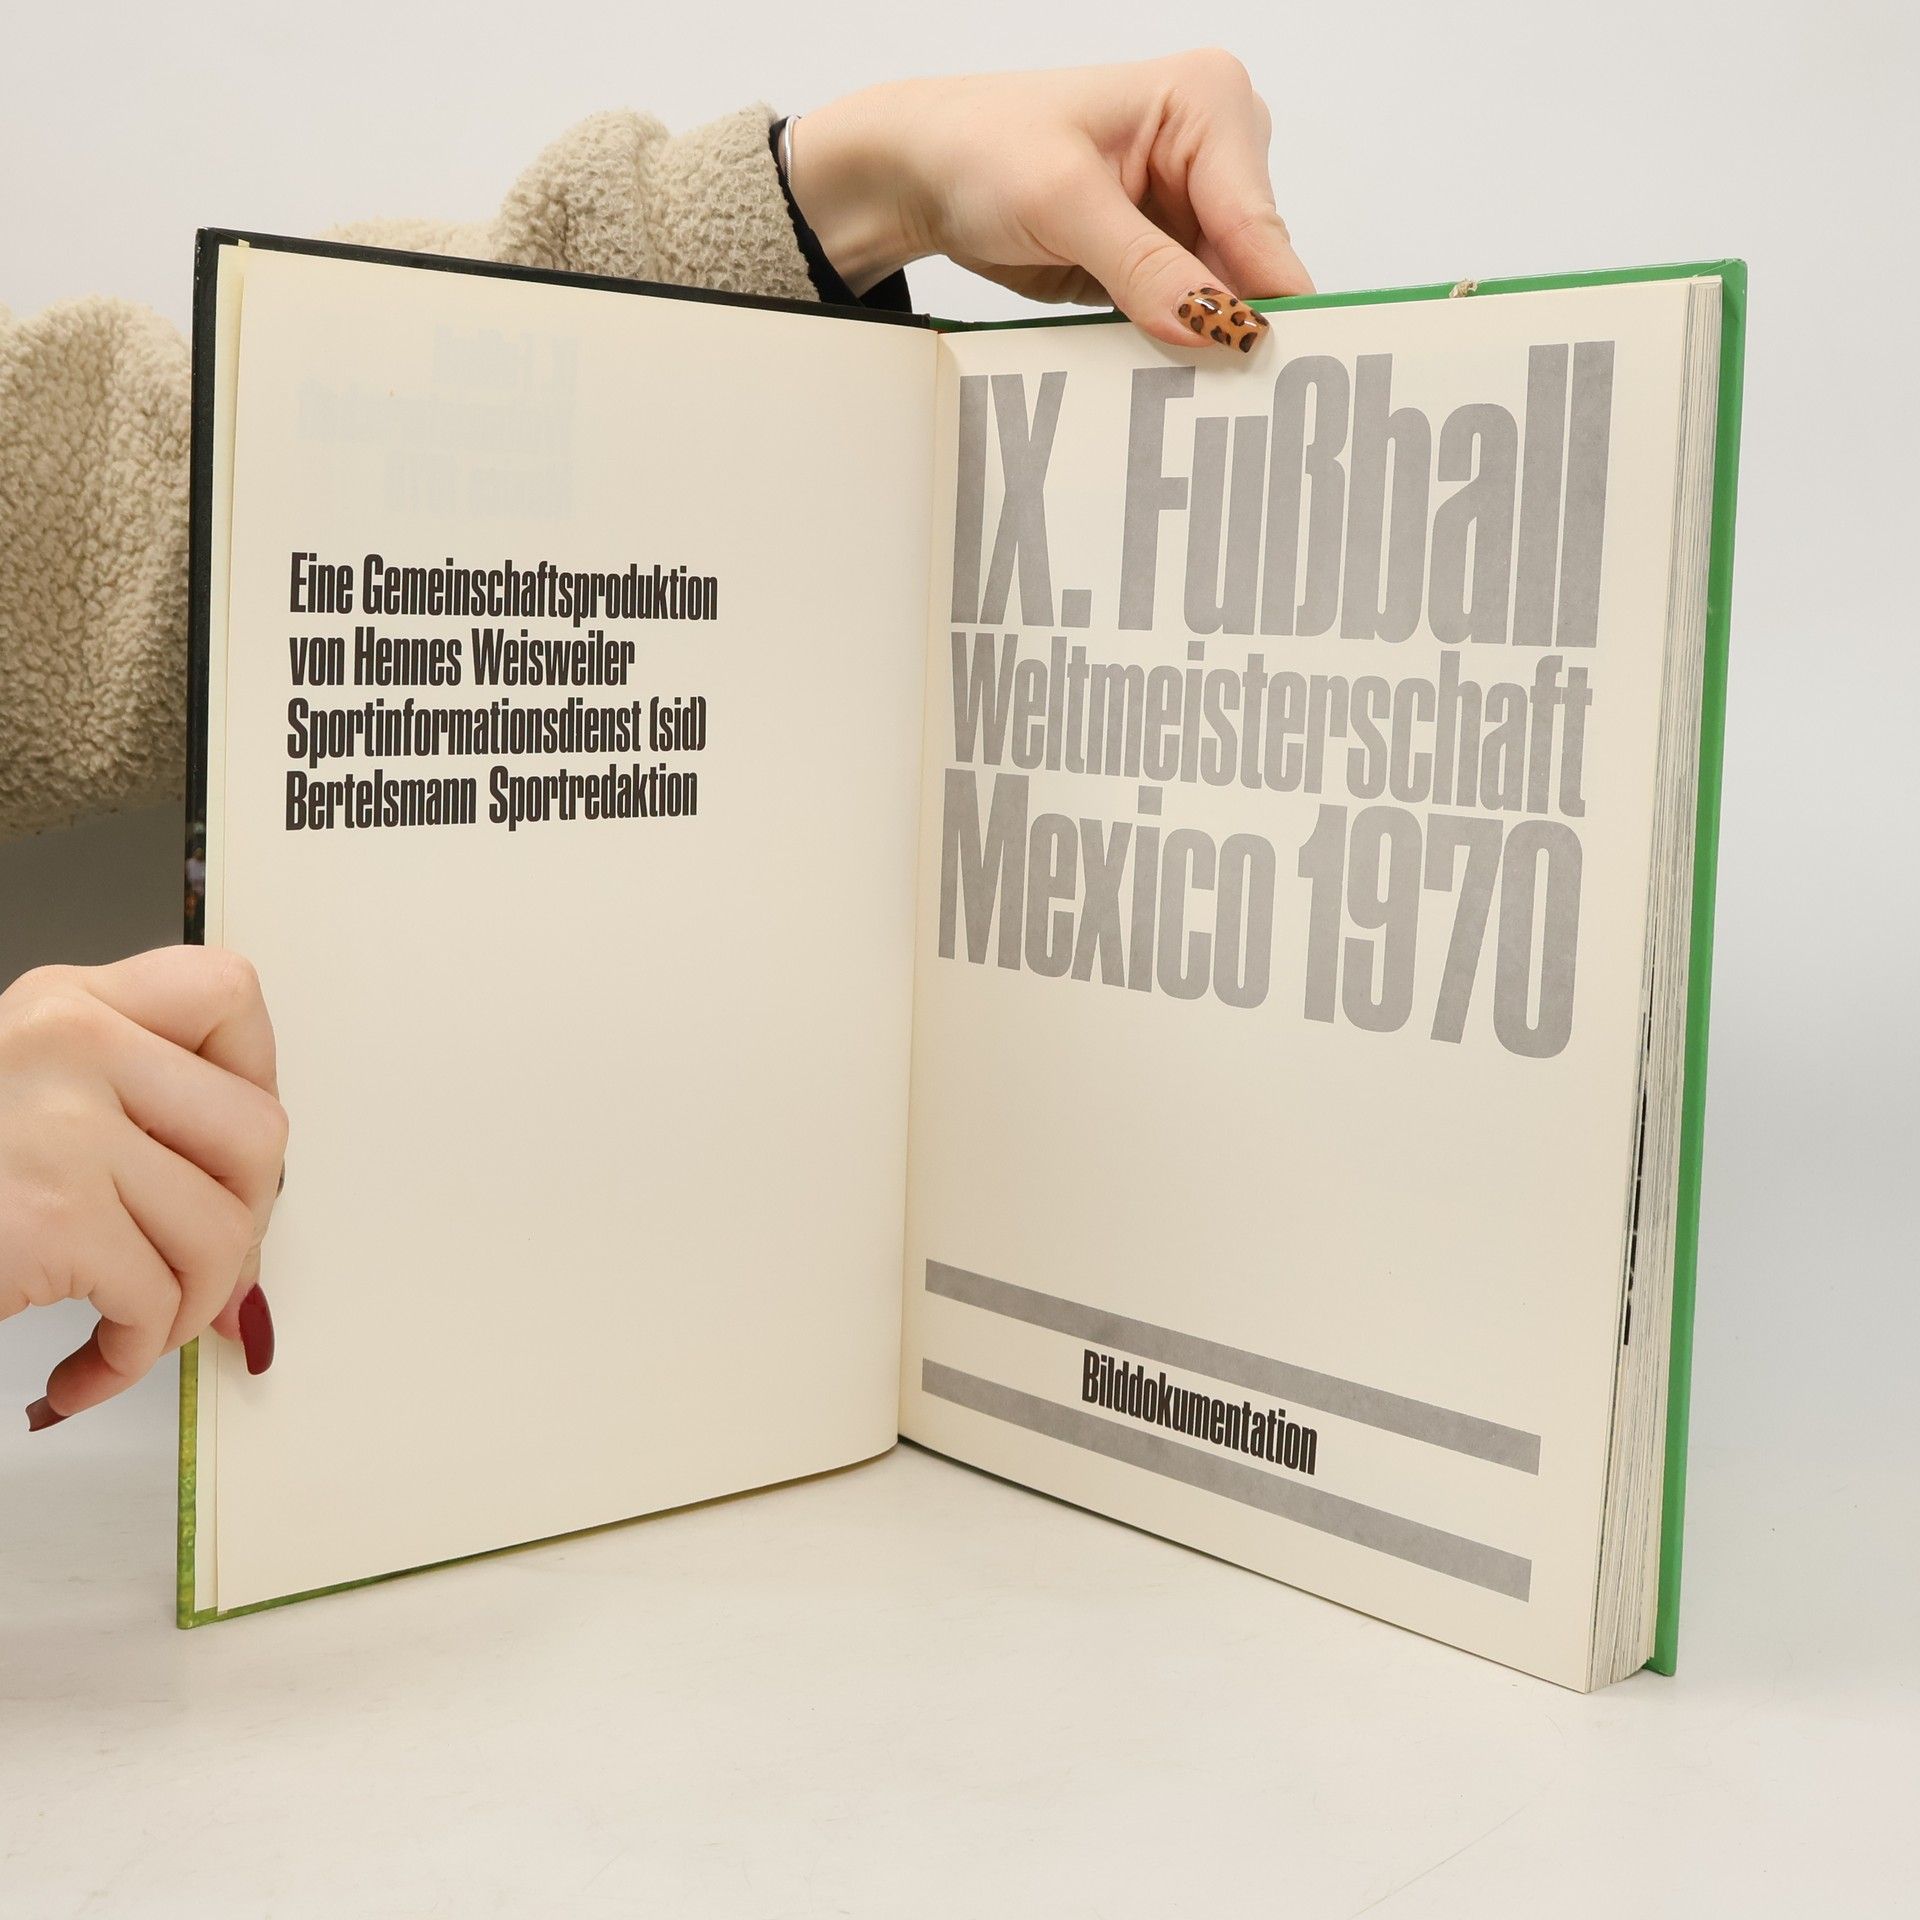 Eine Gemeinschaftsproduktion
von Hennes Weisweiler
Sportinformationsdienst (sid)
Bertelsmann Sportredaktion
IX. Fußball
Weltmeisterschaft
Mexico 1970
Bilddokumentation